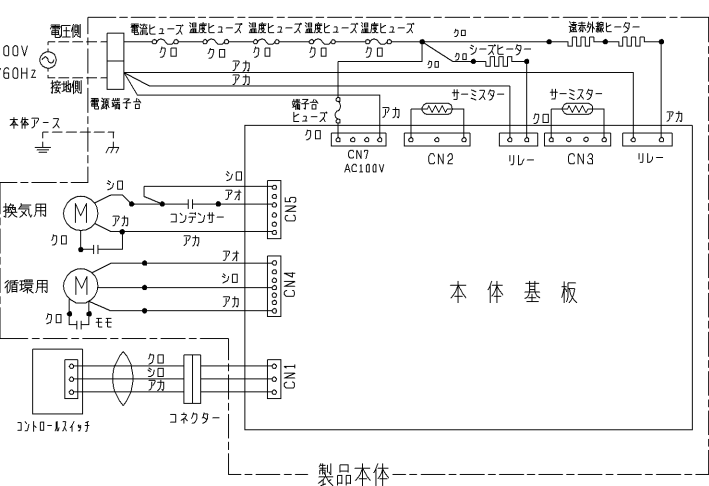 電圧側
00V
/60Hz
接地側
電源端子台
電流ヒューズ 温度ヒューズ 温度ヒューズ 温度ヒューズ 温度ヒューズ
クロ クロ クロ クロ クロ
クロ
遠赤外線ヒーター
クロ
クロ
シーズヒーター
アカ
アカ
端子台
ヒューズ
クロ
アカ
サーミスター
クロ
サーミスター
アカ
CN7
AC100V
CN2
リレー
CN3
リレー
本体アース
換気用
M
シロ
クロ
アカ
コンデンサー
シロ
アオ
アカ
CN5
循環用
M
クロ
モモ
アオ
シロ
アカ
CN4
本体基板
コントロールスイッチ
クロ
シロ
アカ
コネクター
CN1
製品本体